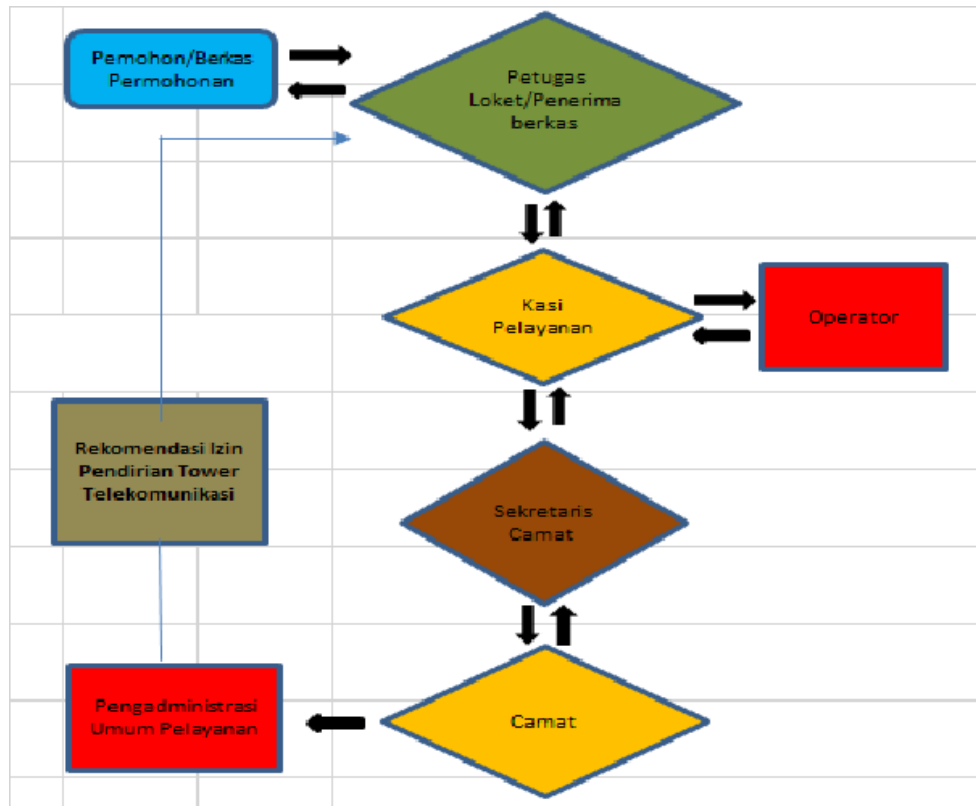 Pemohon/Berkas
Permohonan
Petugas
Loket/Penerima
berkas
Kasi
Pelayanan
Operator
Rekomendasi Izin
Pendirian Tower
Telekomunikasi
Sekretaris
Camat
Pengadministrasi
Umum Pelayanan
Camat